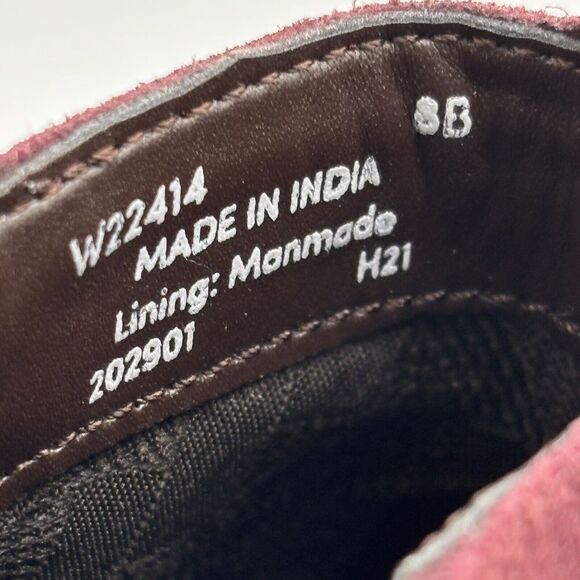 8B
W22414
MADE IN INDIA
Lining: Manmade
202901 H21